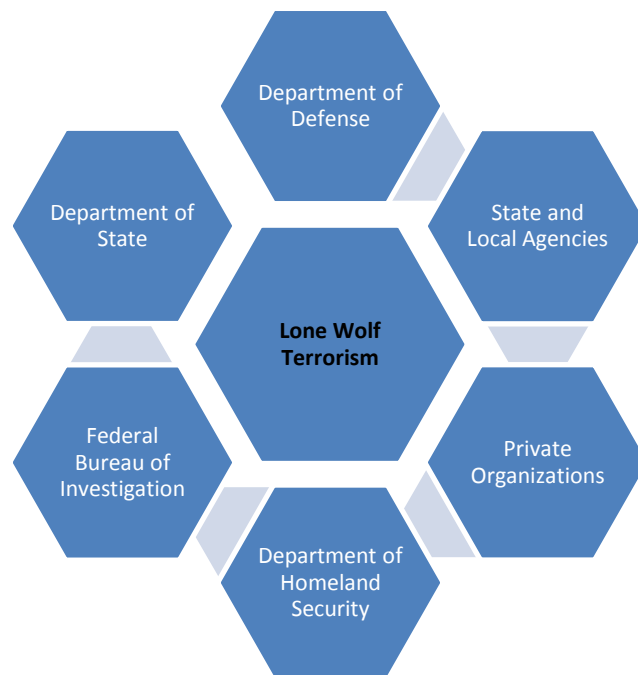 Department of
Defense
Department of
State
State and
Local Agencies
Lone Wolf
Terrorism
Federal
Bureau of
Investigation
Private
Organizations
Department of
Homeland
Security